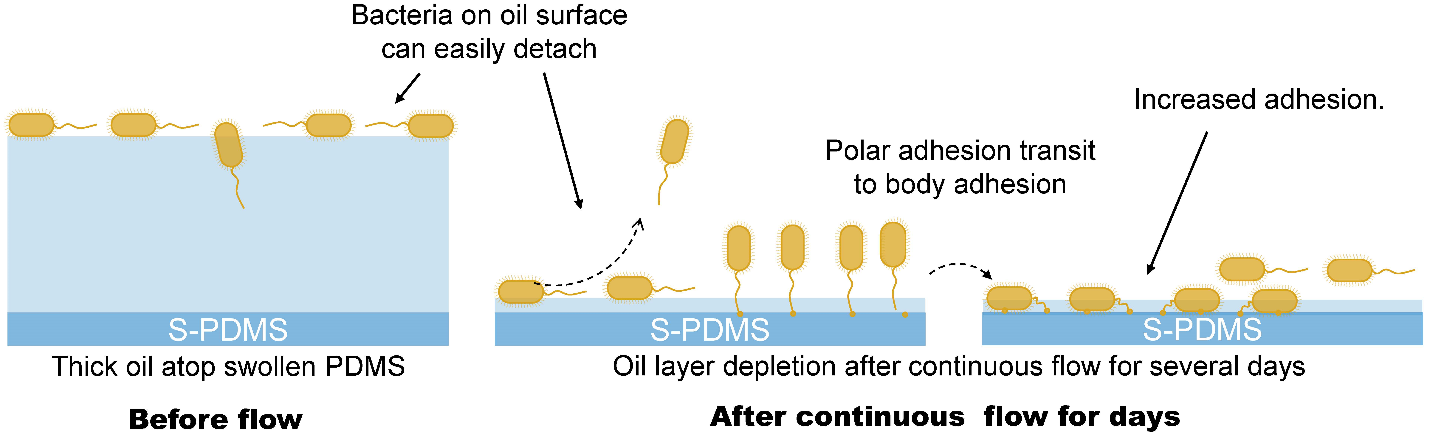 Bacteria on oil surface
can easily detach
Increased adhesion.
Polar adhesion transit
to body adhesion
S-PDMS
S-PDMS
S-PDMS
Thick oil atop swollen PDMS
Oil layer depletion after continuous flow for several days
Before flow
After continuous flow for days